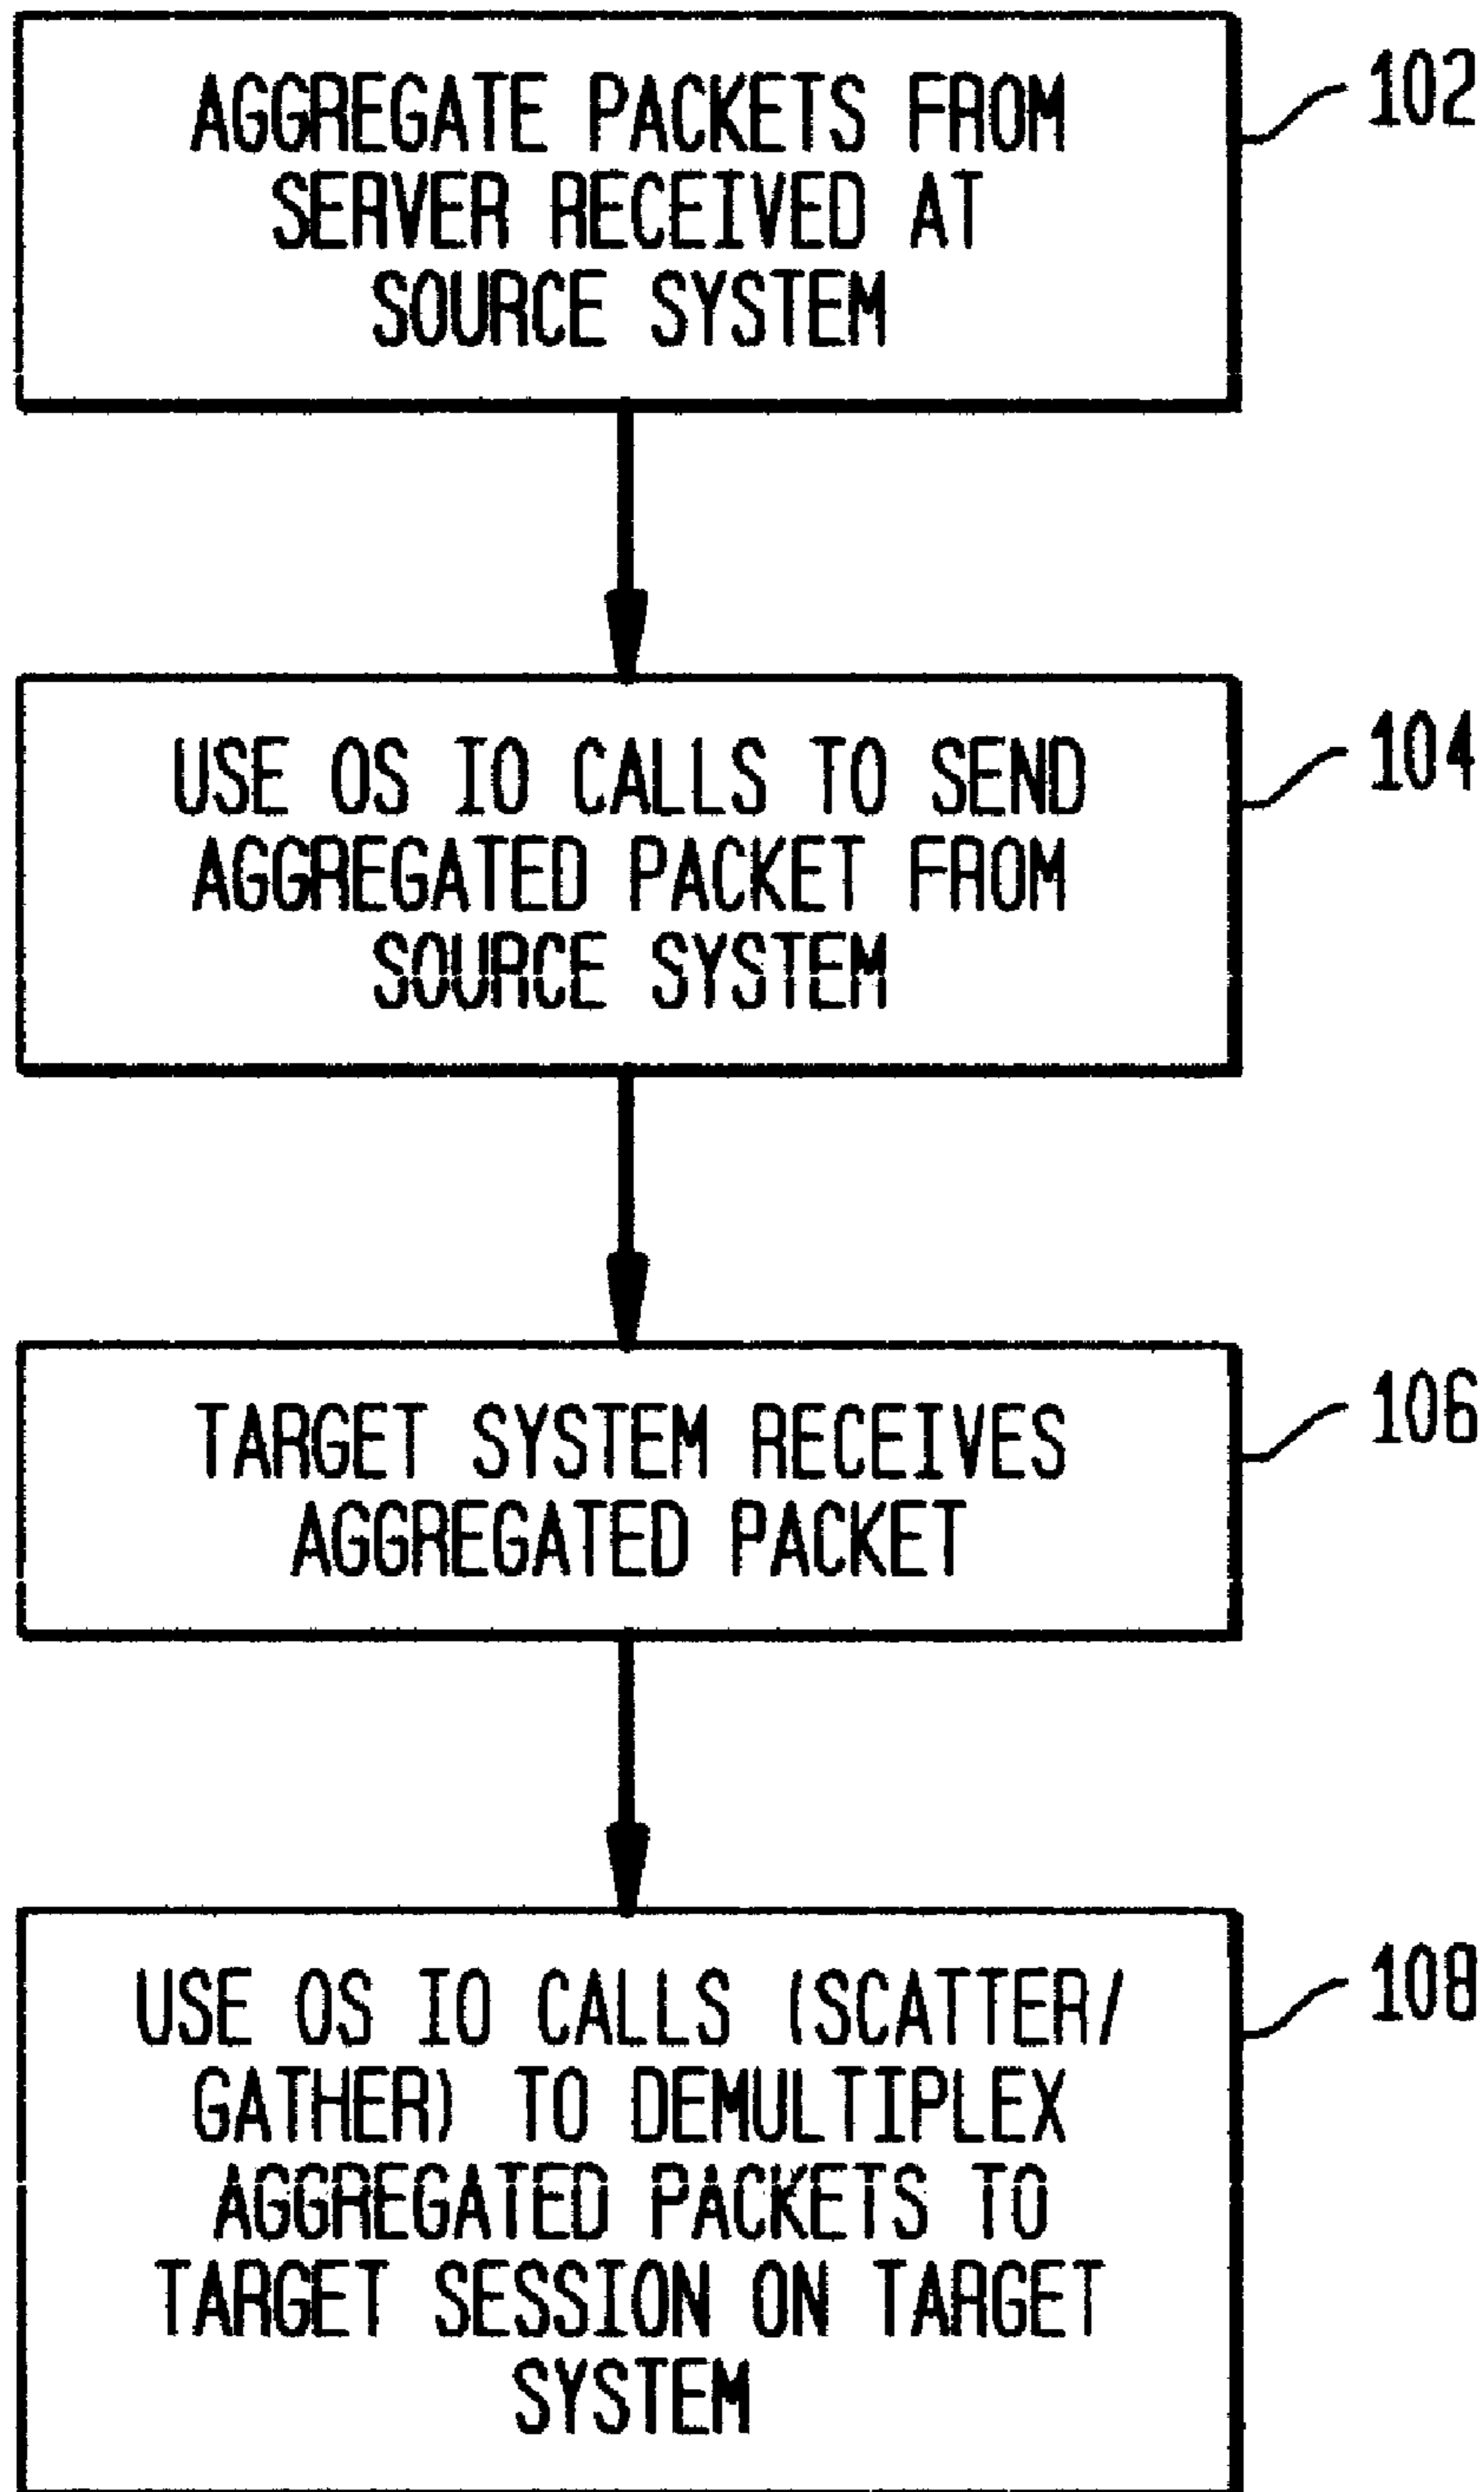 AGGREGATE PACKETS FROM
SERVER RECEIVED AT
SOURCE SYSTEM
102
USE OS IO CALLS TO SEND
AGGREGATED PACKET FROM
SOURCE SYSTEM
104
TARGET SYSTEM RECEIVES
AGGREGATED PACKET
106
USE OS IO CALLS (SCATTER/
GATHER) TO DEMULTIPLEX
AGGREGATED PACKETS TO
TARGET SESSION ON TARGET
SYSTEM
108